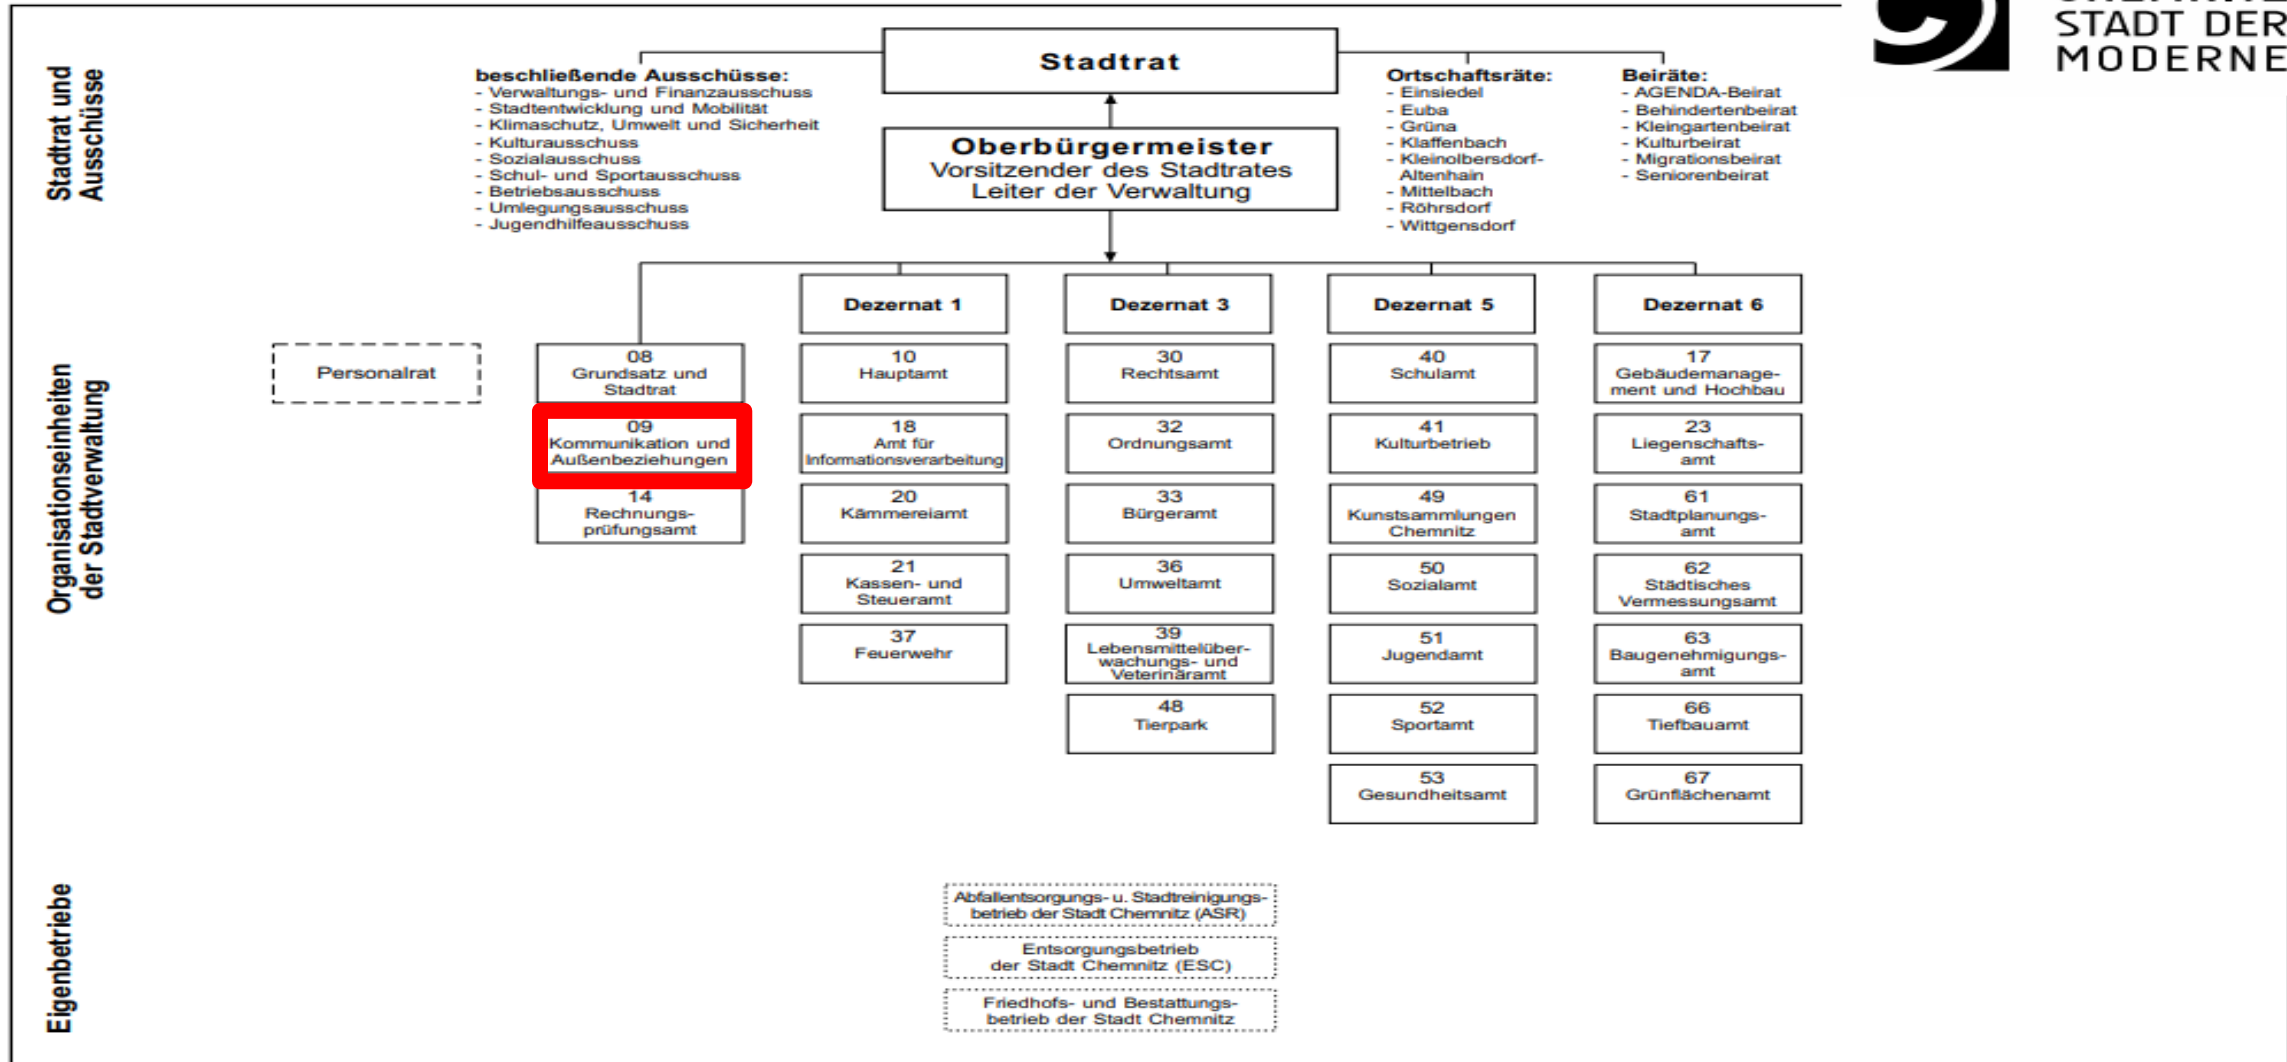 STADT DER
MODERNE
Stadtrat und
Ausschüsse
Stadtrat
beschließende Ausschüsse:
- Verwaltungs- und Finanzausschuss
- Stadtentwicklung und Mobilität
- Klimaschutz, Umwelt und Sicherheit
- Kulturausschuss
- Sozialausschuss
- Schul- und Sportausschuss
- Betriebsausschuss
- Umlegungsausschuss
- Jugendhilfeausschuss
Oberbürgermeister
Vorsitzender des Stadtrates
Leiter der Verwaltung
Ortschaftsräte:
- Einsiedel
- Euba
- Grüna
- Klaffenbach
- Kleinolbersdorf-
Altenhain
- Mittelbach
- Röhrsdorf
- Wittgensdorf
Beiräte:
- AGENDA-Beirat
- Behindertenbeirat
- Kleingartenbeirat
- Kulturbeirat
- Migrationsbeirat
- Seniorenbeirat
Organisationseinheiten
der Stadtverwaltung
Personalrat
08
Grundsatz und
Stadtrat
09
Kommunikation und
Außenbeziehungen
14
Rechnungs-
prüfungsamt
Dezernat 1
10
Hauptamt
18
Amt für
Informationsverarbeitung
20
Kämmereiamt
21
Kassen- und
Steueramt
37
Feuerwehr
Dezernat 3
30
Rechtsamt
32
Ordnungsamt
33
Bürgeramt
36
Umweltamt
39
Lebensmittelüber-
wachungs- und
Veterinäramt
48
Tierpark
Dezernat 5
40
Schulamt
41
Kulturbetrieb
49
Kunstsammlungen
Chemnitz
50
Sozialamt
51
Jugendamt
52
Sportamt
53
Gesundheitsamt
Dezernat 6
17
Gebäudemanage-
ment und Hochbau
23
Liegenschafts-
amt
61
Stadtplanungs-
amt
62
Städtisches
Vermessungsamt
63
Baugenehmigungs-
amt
66
Tiefbauamt
67
Grünflächenamt
Eigenbetriebe
Abfallentsorgungs- u. Stadtreinigungs-
betrieb der Stadt Chemnitz (ASR)
Entsorgungsbetrieb
der Stadt Chemnitz (ESC)
Friedhofs- und Bestattungs-
betrieb der Stadt Chemnitz